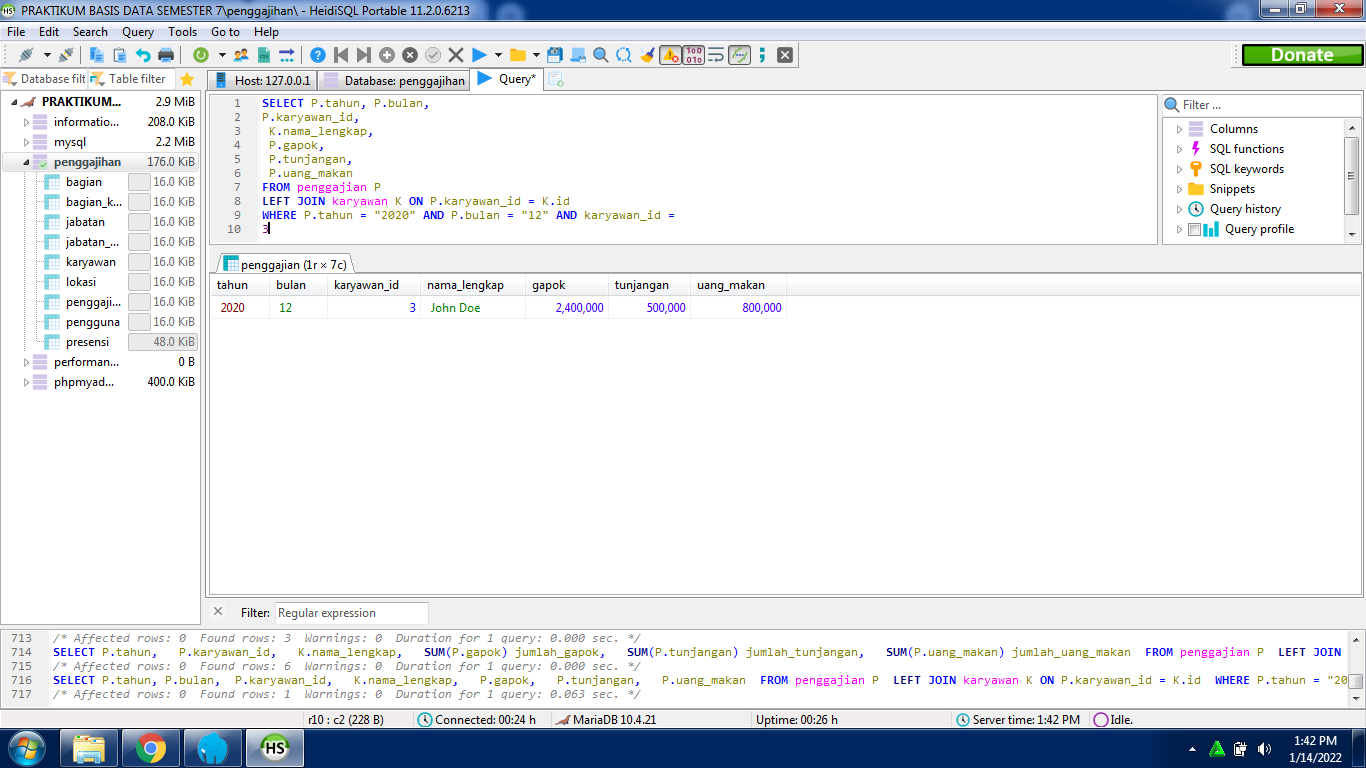 PRAKTIKUM BASIS DATA SEMESTER 7\penggajihan\ - HeidiSQL Portable 11.2.0.6213
File Edit Search Query Tools Go to Help
Donate
Database filt Table filter
Host: 127.0.0.1 Database: penggajihan Query*
PRAKTIKUM... 2.9 MiB
informatio... 208.0 KiB
mysql 2.2 MiB
penggajihan 176.0 KiB
bagian 16.0 KiB
bagian_k... 16.0 KiB
jabatan 16.0 KiB
jabatan_... 16.0 KiB
karyawan 16.0 KiB
lokasi 16.0 KiB
penggaji... 16.0 KiB
pengguna 16.0 KiB
presensi 48.0 KiB
performan... 0 B
phpmyad... 400.0 KiB
1 SELECT P.tahun, P.bulan,
2 P.karyawan_id,
3 K.nama_lengkap,
4 P.gapok,
5 P.tunjangan,
6 P.uang_makan
7 FROM penggajian P
8 LEFT JOIN karyawan K ON P.karyawan_id = K.id
9 WHERE P.tahun = "2020" AND P.bulan = "12" AND karyawan_id =
10 3
Filter ...
Columns
SQL functions
SQL keywords
Snippets
Query history
Query profile
penggajian (1r × 7c)
tahun bulan karyawan_id nama_lengkap gapok tunjangan uang_makan
2020 12 3 John Doe 2,400,000 500,000 800,000
Filter: Regular expression
713 /* Affected rows: 0 Found rows: 3 Warnings: 0 Duration for 1 query: 0.000 sec. */
714 SELECT P.tahun, P.karyawan_id, K.nama_lengkap, SUM(P.gapok) jumlah_gapok, SUM(P.tunjangan) jumlah_tunjangan, SUM(P.uang_makan) jumlah_uang_makan FROM penggajian P LEFT JOIN
715 /* Affected rows: 0 Found rows: 6 Warnings: 0 Duration for 1 query: 0.000 sec. */
716 SELECT P.tahun, P.bulan, P.karyawan_id, K.nama_lengkap, P.gapok, P.tunjangan, P.uang_makan FROM penggajian P LEFT JOIN karyawan K ON P.karyawan_id = K.id WHERE P.tahun = "20
717 /* Affected rows: 0 Found rows: 1 Warnings: 0 Duration for 1 query: 0.063 sec. */
r10 : c2 (228 B) Connected: 00:24 h MariaDB 10.4.21 Uptime: 00:26 h Server time: 1:42 PM Idle.
HS
1:42 PM
1/14/2022